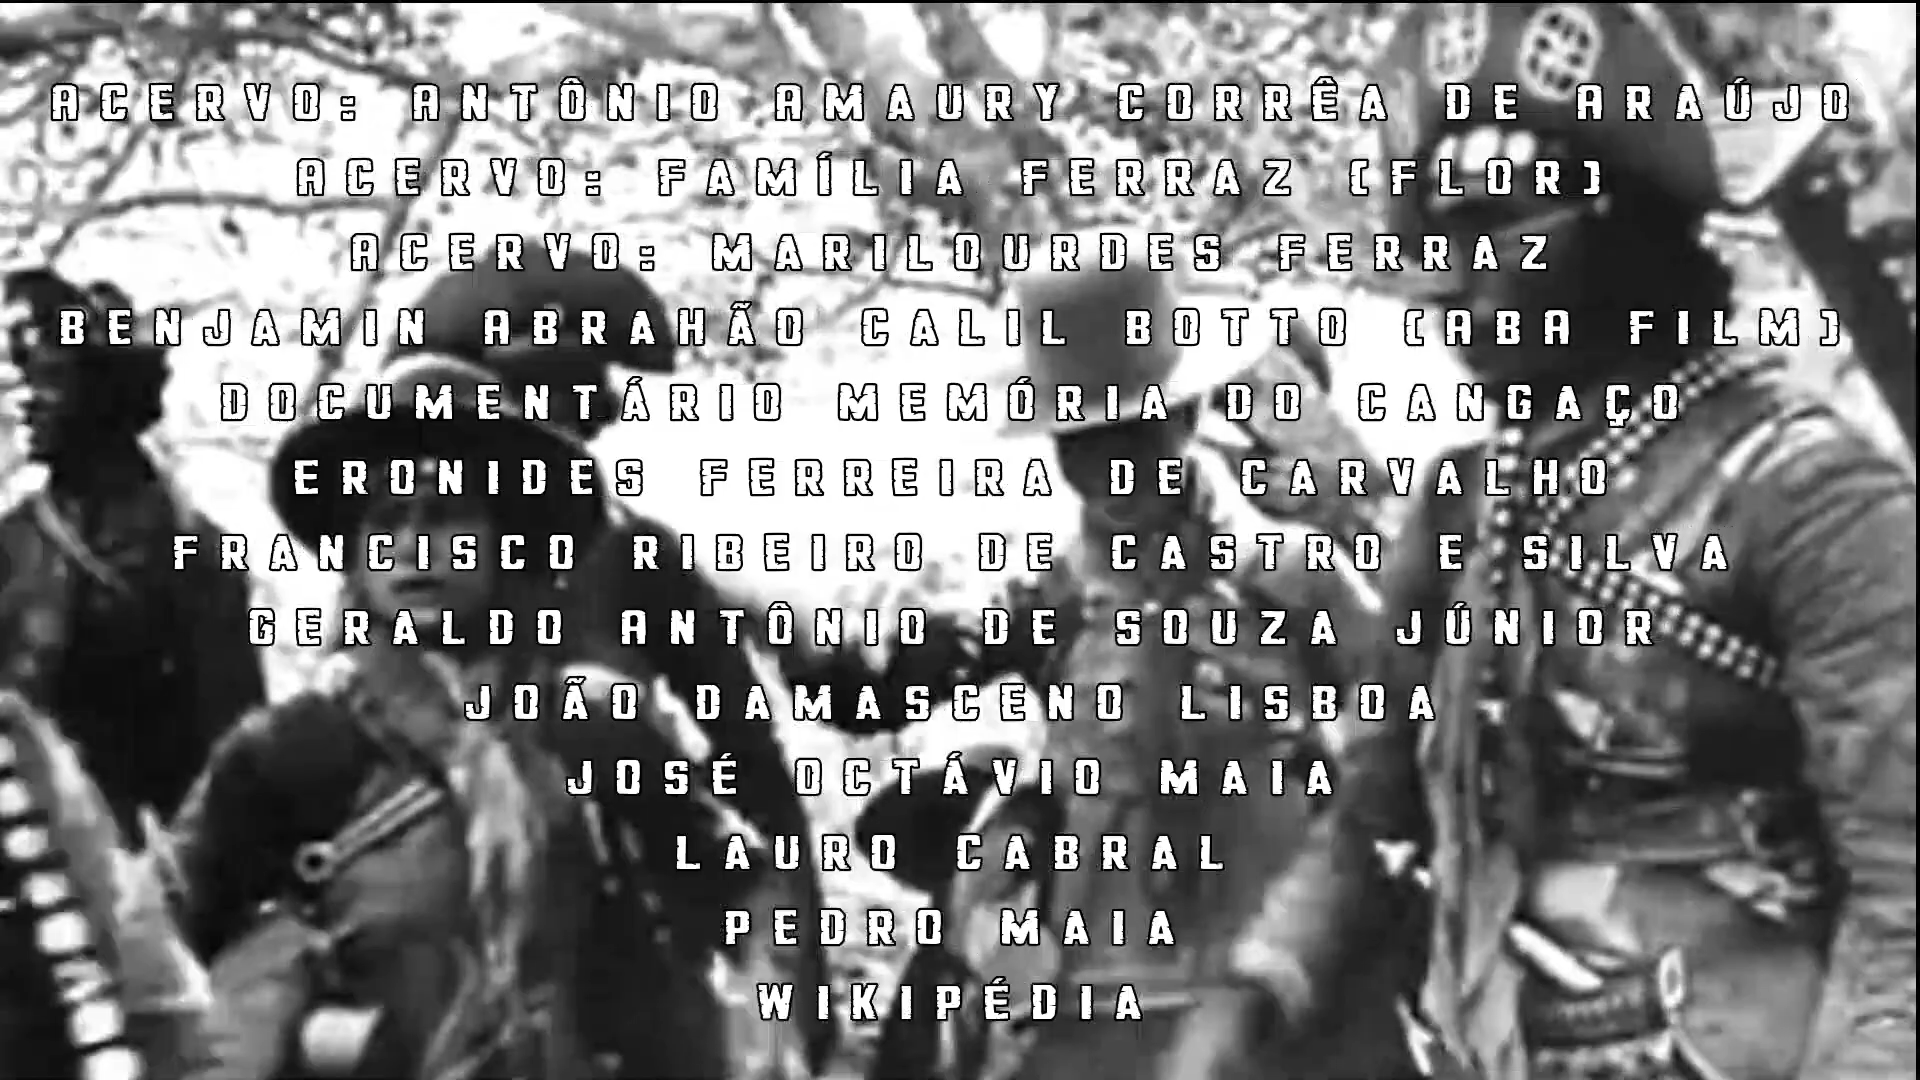 ACERVO: ANTÔNIO AMAURY CORRÊA DE ARAÚJO
ACERVO: FAMÍLIA FERRAZ (FLOR)
ACERVO: MARILOURDES FERRAZ
BENJAMIN ABRAHÃO CALIL BOTTO (ABA FILM)
DOCUMENTÁRIO MEMÓRIA DO CANGAÇO
ERONIDES FERREIRA DE CARVALHO
FRANCISCO RIBEIRO DE CASTRO E SILVA
GERALDO ANTÔNIO DE SOUZA JÚNIOR
JOÃO DAMASCENO LISBOA
JOSÉ OCTÁVIO MAIA
LAURO CABRAL
PEDRO MAIA
WIKIPÉDIA